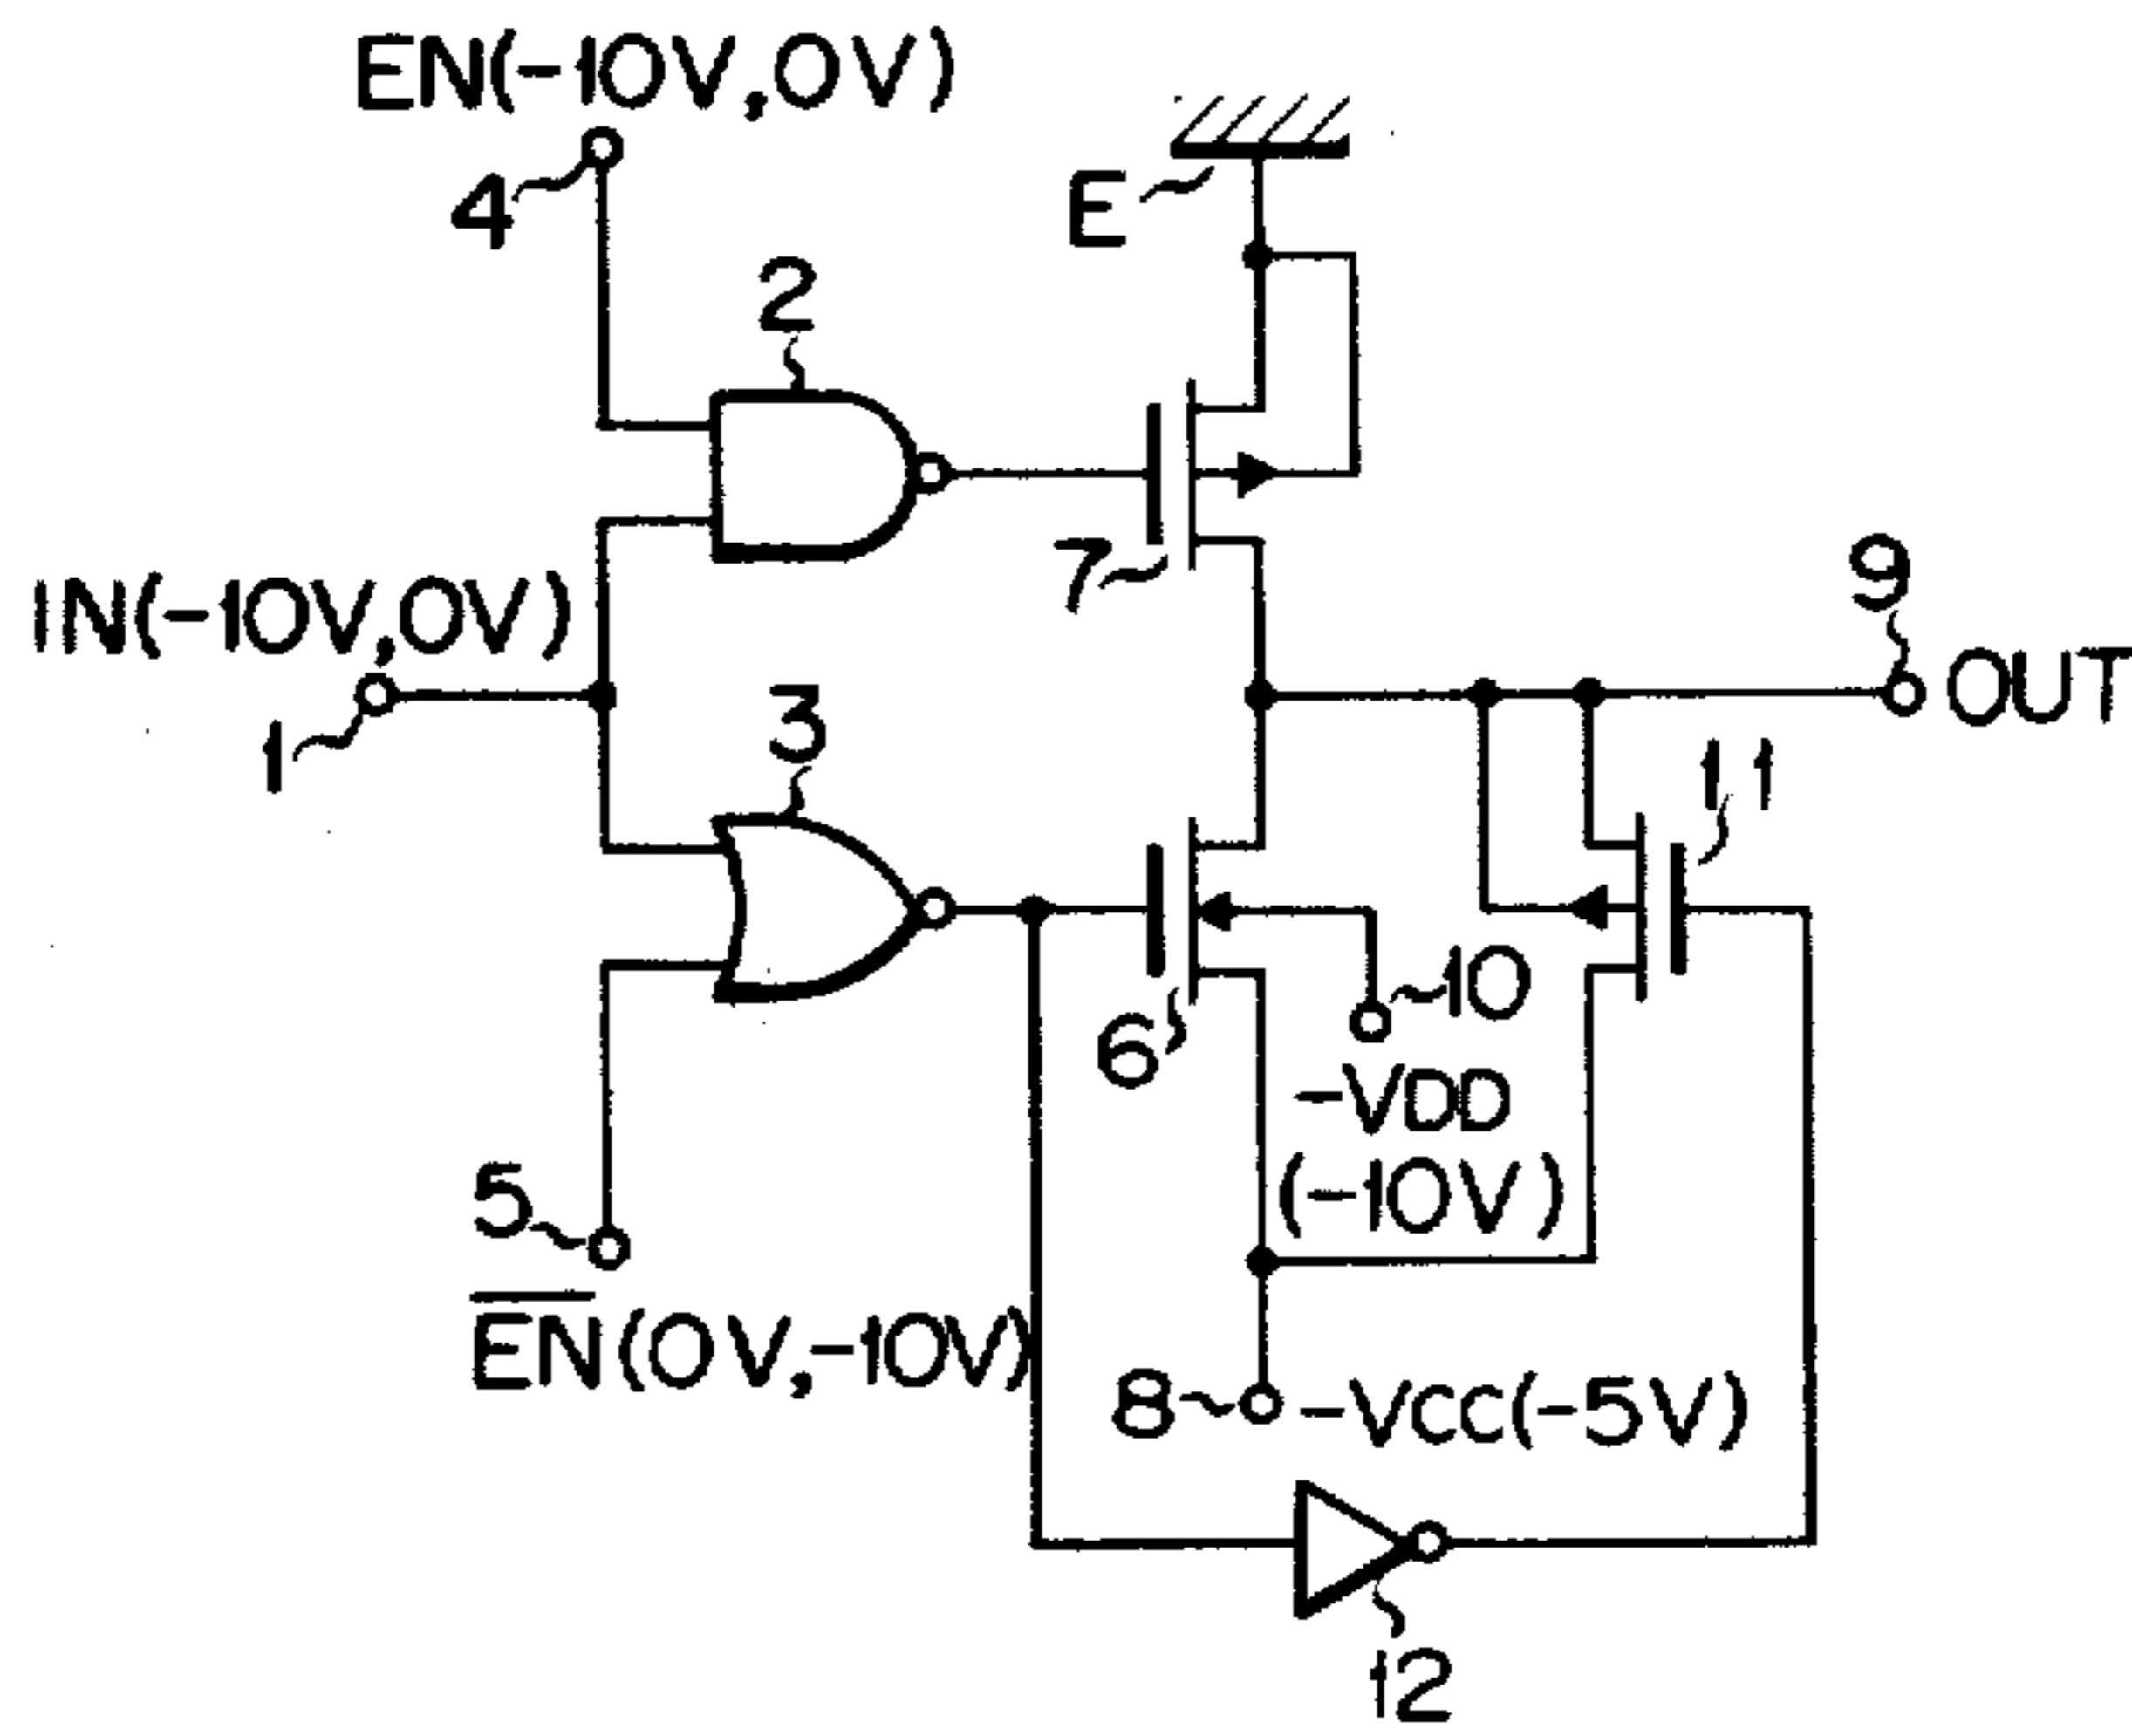 EN(-10V,0V)
4
E
2
7
IN(-10V,0V)
1
3
9
OUT
11
6
10
-VDD
(-10V)
5
E̅N̅(0V,-10V)
8
-VCC(-5V)
12